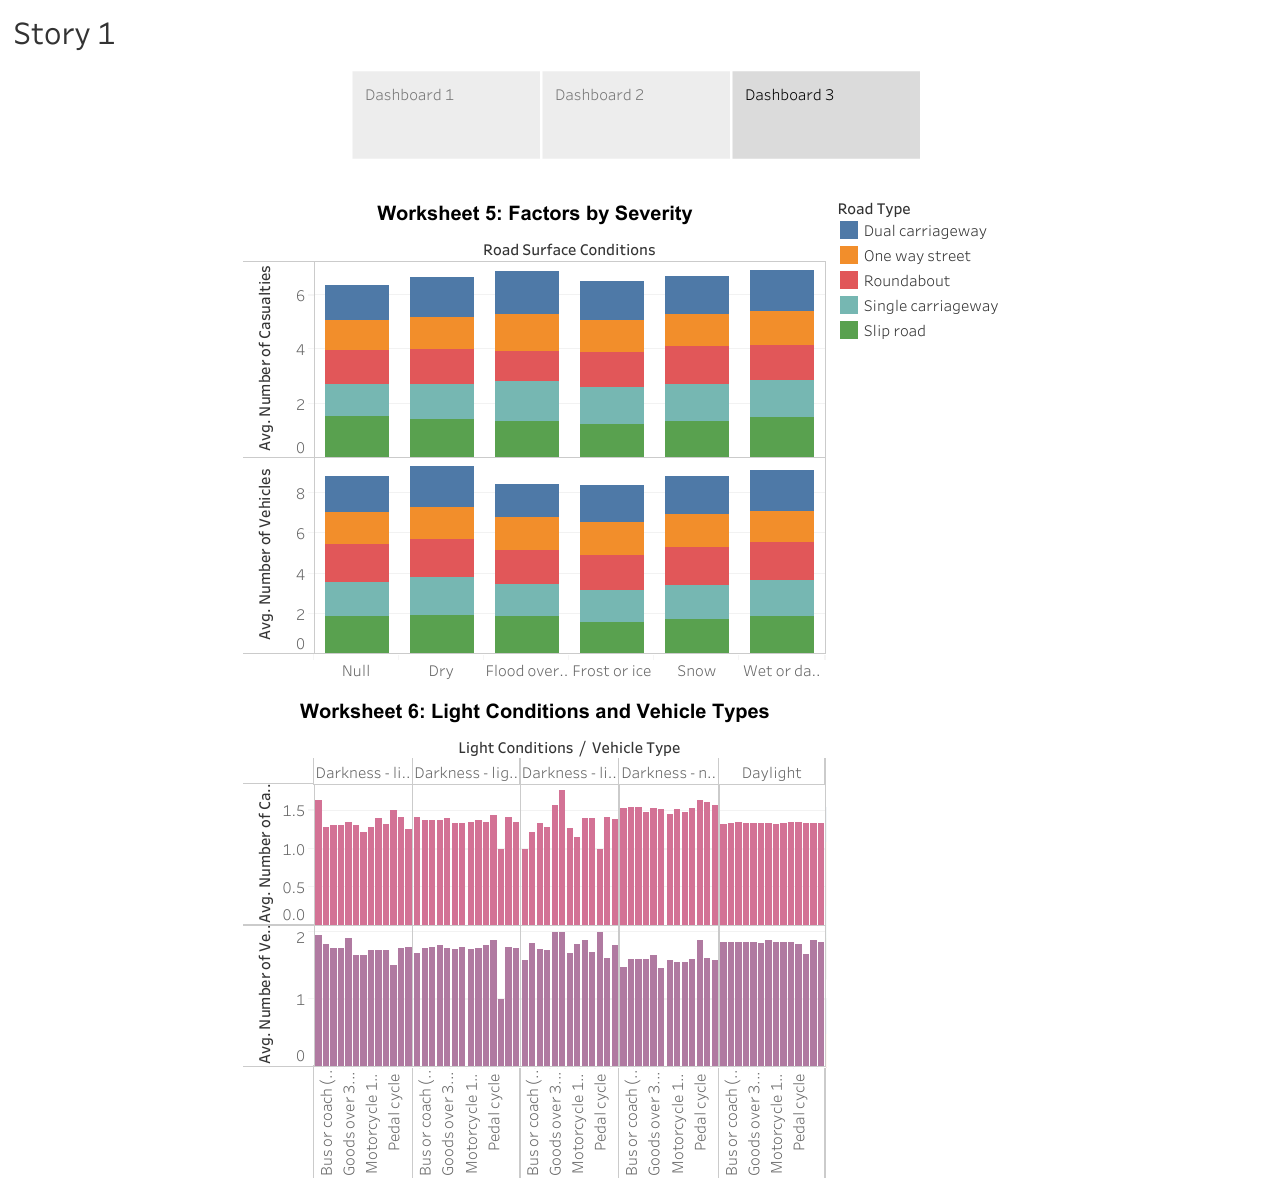 Story 1
Dashboard 1
Dashboard 2
Dashboard 3
Worksheet 5: Factors by Severity
Road Surface Conditions
Avg. Number of Casualties
6
4
2
0
Avg. Number of Vehicles
8
6
4
2
0
Null
Dry
Flood over..
Frost or ice
Snow
Wet or da..
Road Type
Dual carriageway
One way street
Roundabout
Single carriageway
Slip road
Worksheet 6: Light Conditions and Vehicle Types
Light Conditions / Vehicle Type
Darkness - li..
Darkness - lig..
Darkness - li..
Darkness - n..
Daylight
Avg. Number of Ca..
1.5
1.0
0.5
0.0
Avg. Number of Ve..
2
1
0
Bus or coach (..
Goods over 3...
Motorcycle 1..
Pedal cycle
Bus or coach (..
Goods over 3...
Motorcycle 1..
Pedal cycle
Bus or coach (..
Goods over 3...
Motorcycle 1..
Pedal cycle
Bus or coach (..
Goods over 3...
Motorcycle 1..
Pedal cycle
Bus or coach (..
Goods over 3...
Motorcycle 1..
Pedal cycle